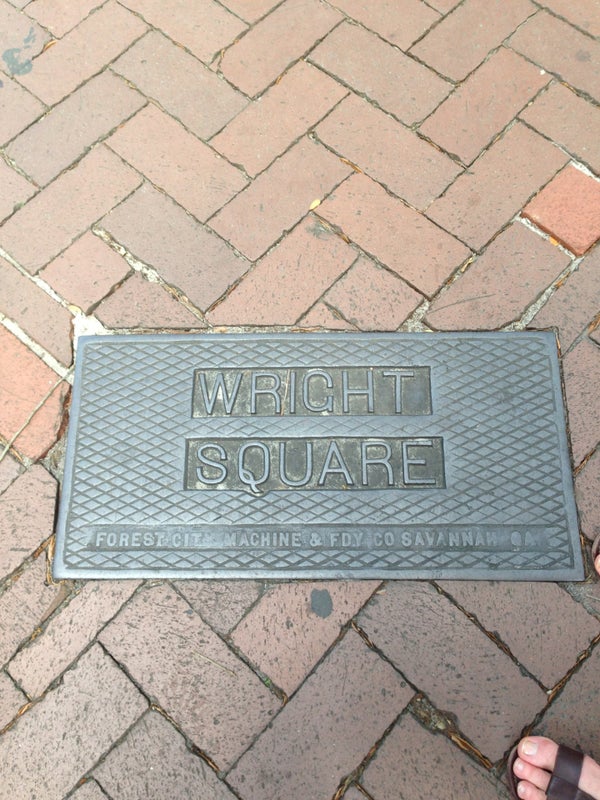 WRIGHT
SQUARE
FOREST CITY MACHINE & FDY CO SAVANNAH GA